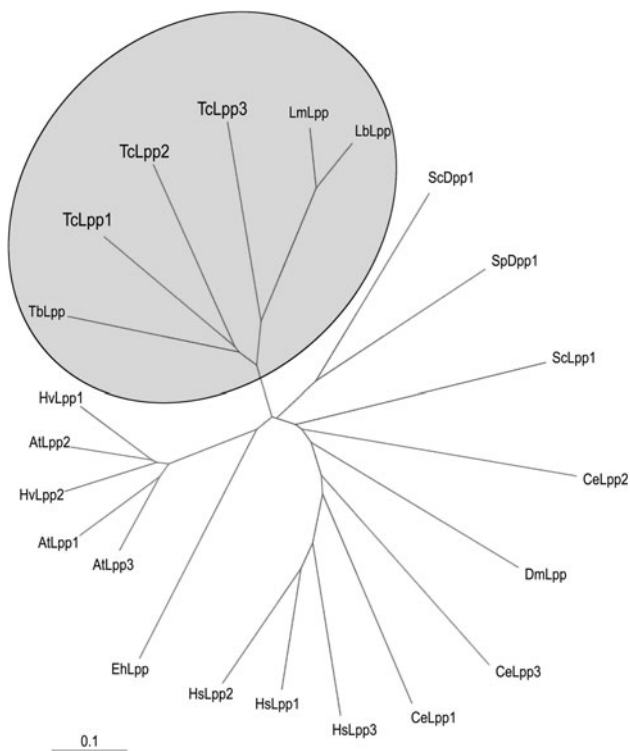 TcLpp3
LmLpp
LbLpp
TcLpp2
ScDpp1
TcLpp1
SpDpp1
TbLpp
ScLpp1
HvLpp1
AtLpp2
CeLpp2
HvLpp2
AtLpp1
AtLpp3
DmLpp
EhLpp
CeLpp3
HsLpp2
HsLpp1
CeLpp1
HsLpp3
0.1